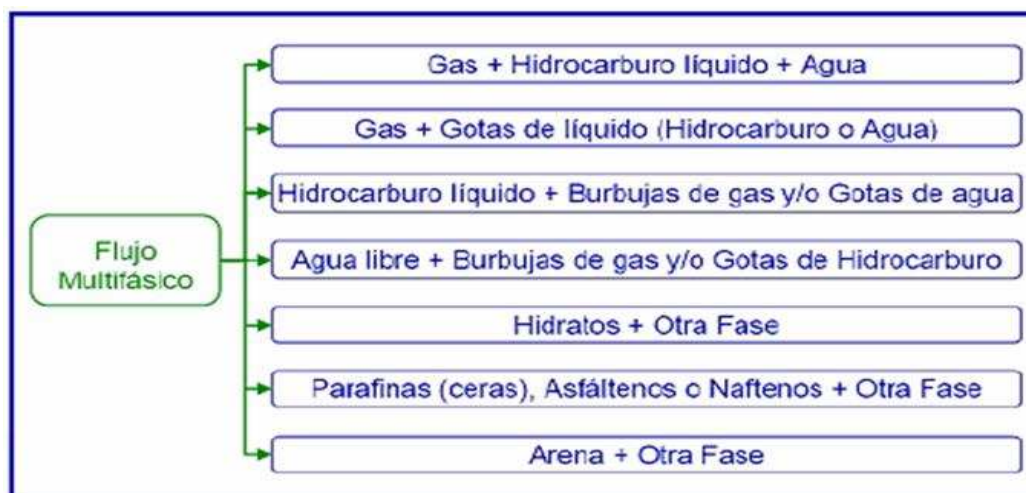 Gas + Hidrocarburo líquido + Agua
Gas + Gotas de líquido (Hidrocarburo o Agua)
Hidrocarburo líquido + Burbujas de gas y/o Gotas de agua
Flujo
Multifásico
Agua libre + Burbujas de gas y/o Gotas de Hidrocarburo
Hidratos + Otra Fase
Parafinas (ceras), Asfáltenos o Naftenos + Otra Fase
Arena + Otra Fase